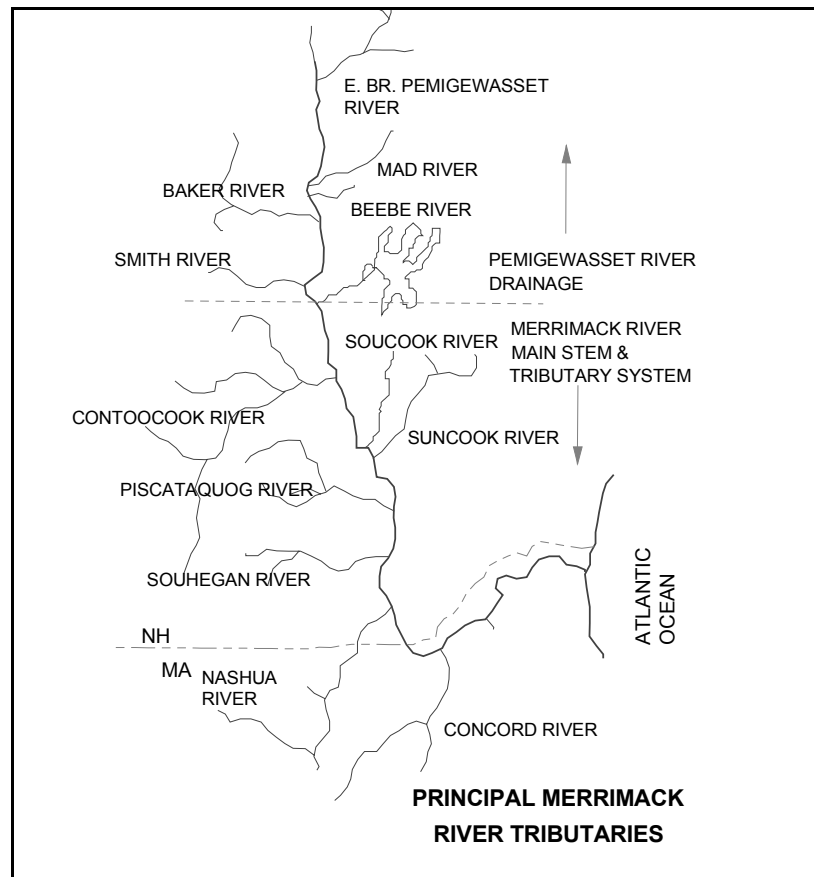 E. BR. PEMIGEWASSET
RIVER
MAD RIVER
BAKER RIVER
BEEBE RIVER
SMITH RIVER
PEMIGEWASSET RIVER
DRAINAGE
SOUCOOK RIVER
MERRIMACK RIVER
MAIN STEM &
TRIBUTARY SYSTEM
CONTOOCOOK RIVER
SUNCOOK RIVER
PISCATAQUOG RIVER
SOUHEGAN RIVER
ATLANTIC
OCEAN
NH
MA
NASHUA
RIVER
CONCORD RIVER
PRINCIPAL MERRIMACK
RIVER TRIBUTARIES